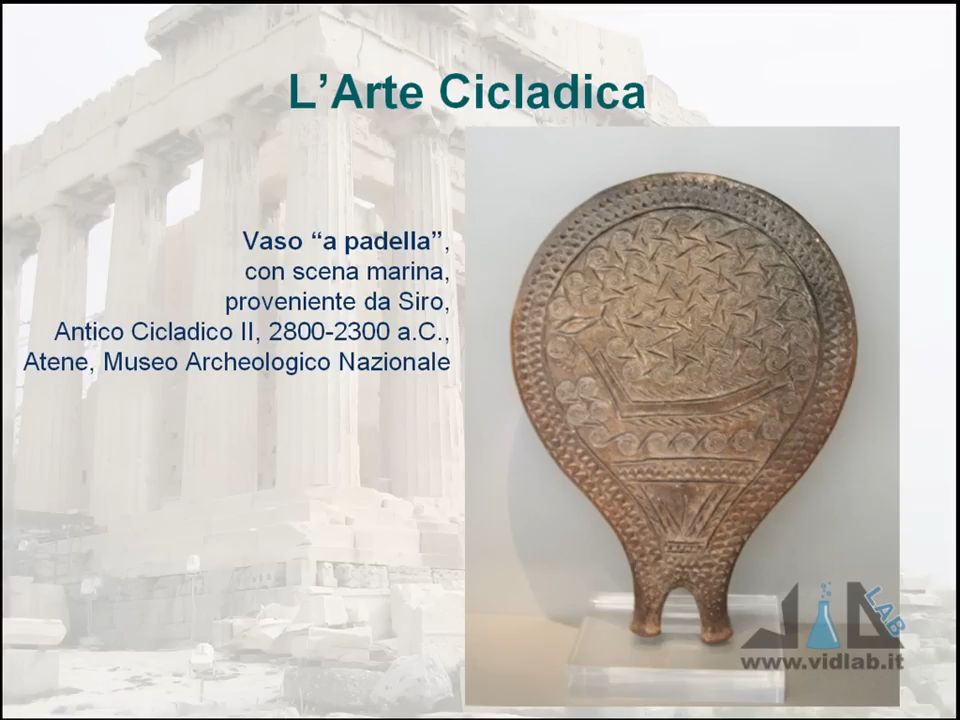 L’Arte Cicladica
Vaso “a padella”,
con scena marina,
proveniente da Siro,
Antico Cicladico II, 2800-2300 a.C.,
Atene, Museo Archeologico Nazionale
LAB
www.vidlab.it